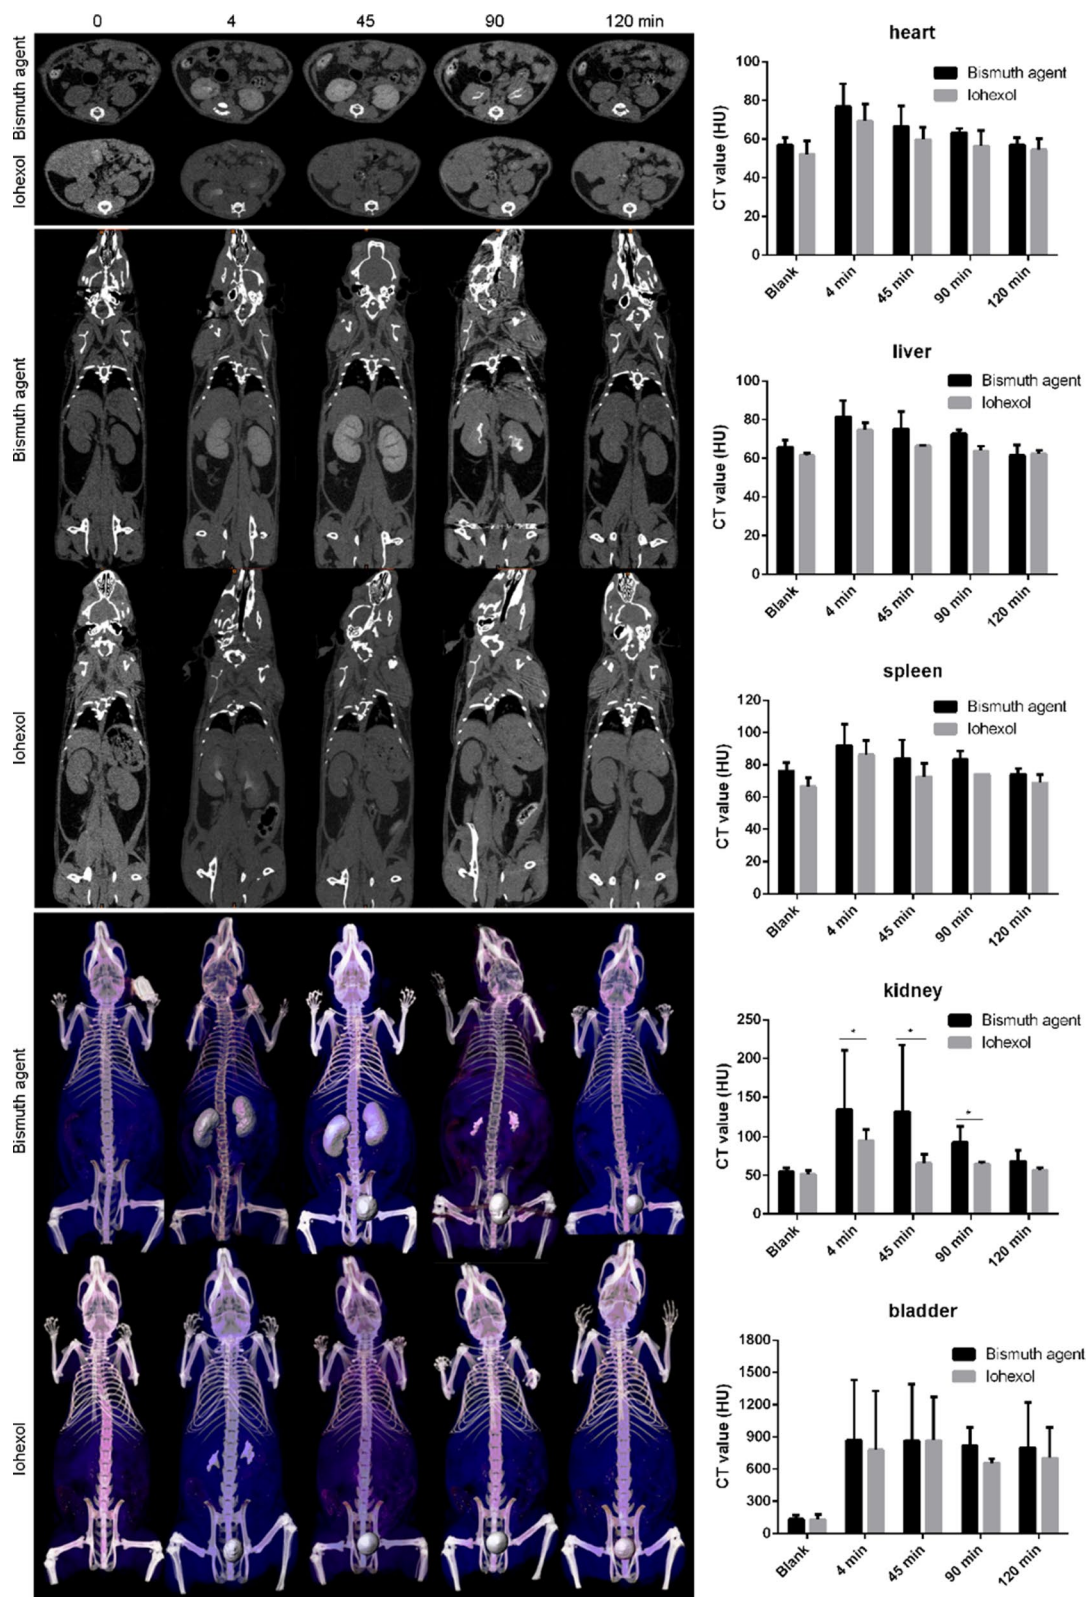 0 4 45 90 120 min
Bismuth agent
Iohexol
Bismuth agent
Iohexol
Bismuth agent
Iohexol
heart
Bismuth agent
Iohexol
CT value (HU)
100
80
60
40
20
0
Blank 4 min 45 min 90 min 120 min
liver
Bismuth agent
Iohexol
CT value (HU)
100
80
60
40
20
0
Blank 4 min 45 min 90 min 120 min
spleen
Bismuth agent
Iohexol
CT value (HU)
120
100
80
60
40
20
0
Blank 4 min 45 min 90 min 120 min
kidney
Bismuth agent
Iohexol
CT value (HU)
250
200
150
100
50
0
* * *
Blank 4 min 45 min 90 min 120 min
bladder
Bismuth agent
Iohexol
CT value (HU)
1800
1500
1200
900
600
300
0
Blank 4 min 45 min 90 min 120 min